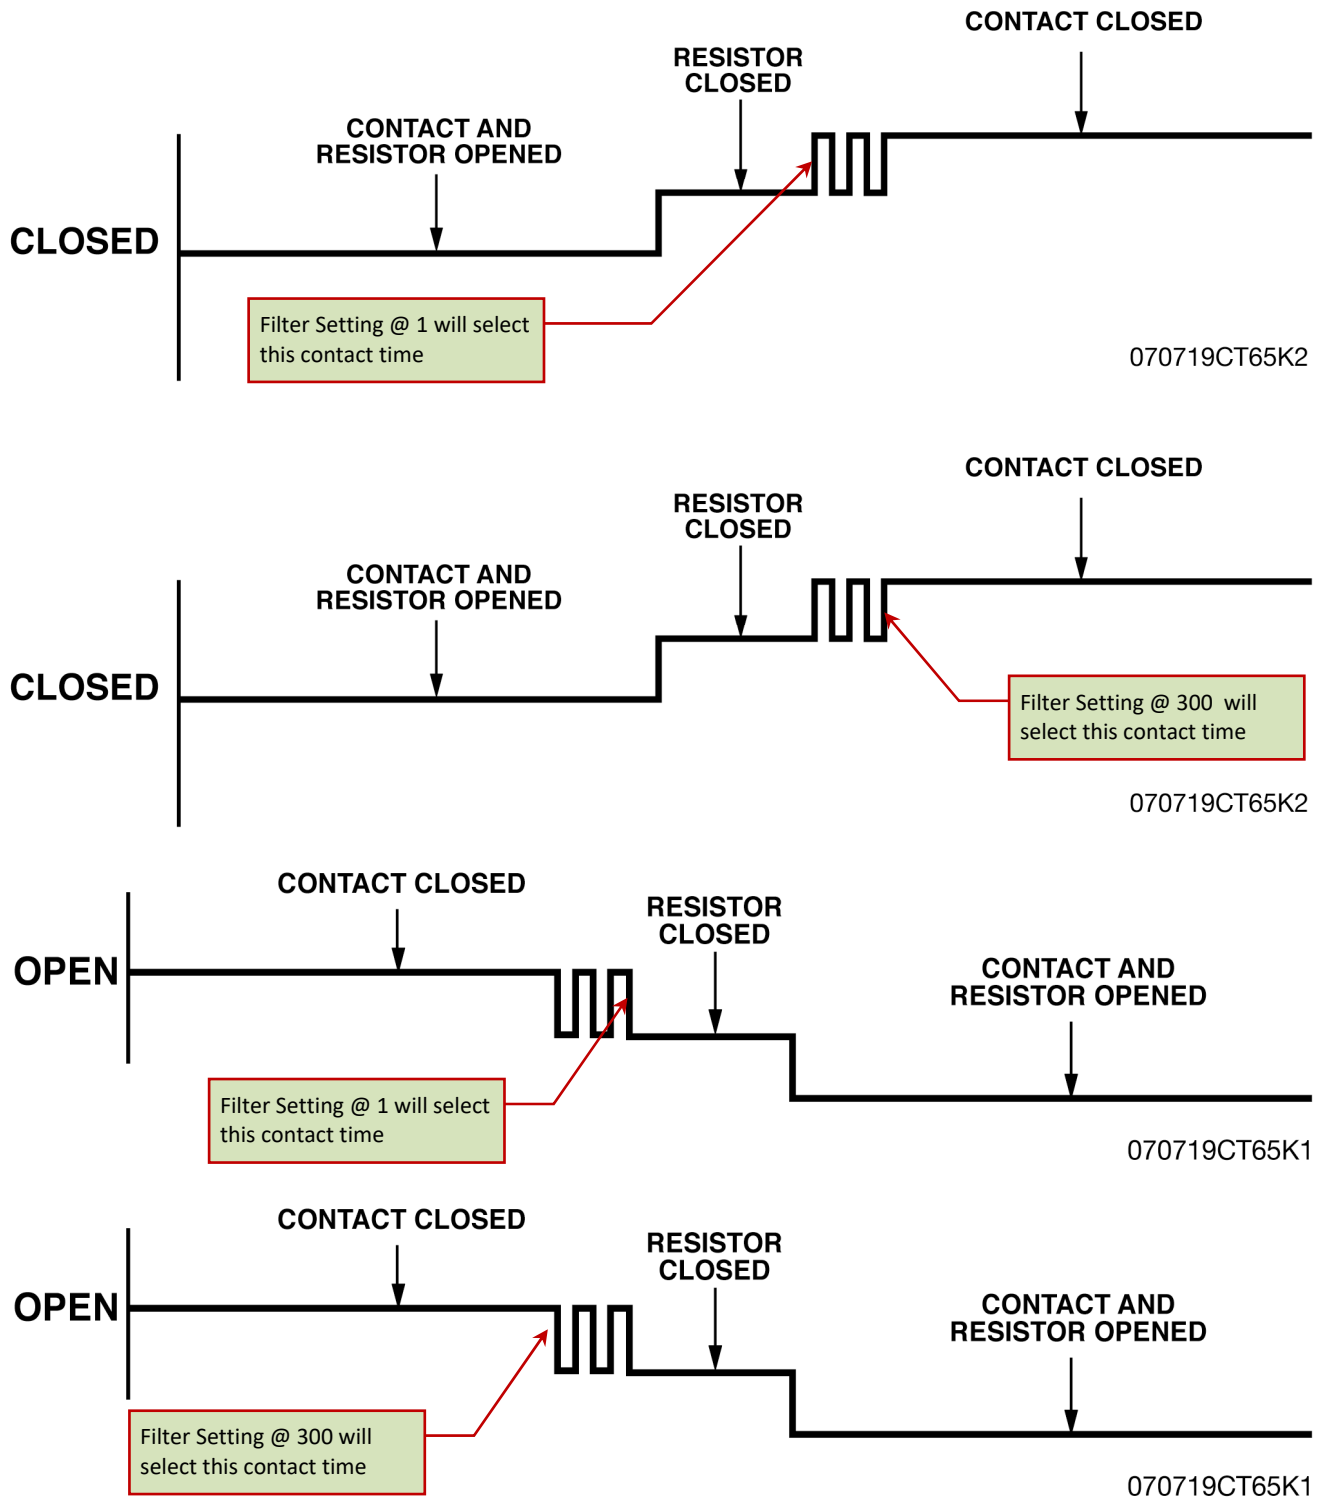 CONTACT CLOSED
RESISTOR
CLOSED
CONTACT AND
RESISTOR OPENED
CLOSED
Filter Setting @ 1 will select
this contact time
070719CT65K2
CONTACT CLOSED
RESISTOR
CLOSED
CONTACT AND
RESISTOR OPENED
CLOSED
Filter Setting @ 300 will
select this contact time
070719CT65K2
CONTACT CLOSED
RESISTOR
CLOSED
OPEN
CONTACT AND
RESISTOR OPENED
Filter Setting @ 1 will select
this contact time
070719CT65K1
CONTACT CLOSED
RESISTOR
CLOSED
OPEN
CONTACT AND
RESISTOR OPENED
Filter Setting @ 300 will
select this contact time
070719CT65K1